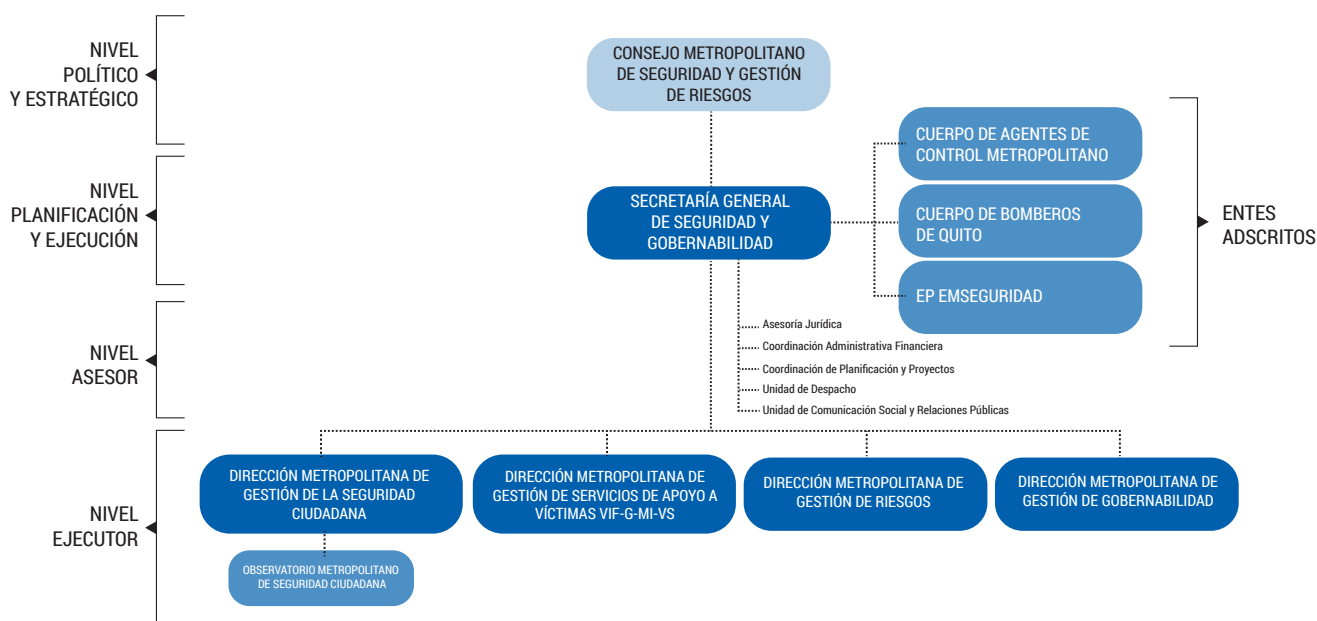 NIVEL
POLÍTICO
Y ESTRATÉGICO
CONSEJO METROPOLITANO
DE SEGURIDAD Y GESTIÓN
DE RIESGOS
NIVEL
PLANIFICACIÓN
Y EJECUCIÓN
SECRETARÍA GENERAL
DE SEGURIDAD Y
GOBERNABILIDAD
CUERPO DE AGENTES DE
CONTROL METROPOLITANO
CUERPO DE BOMBEROS
DE QUITO
EP EMSEGURIDAD
ENTES
ADSCRITOS
NIVEL
ASESOR
Asesoría Jurídica
Coordinación Administrativa Financiera
Coordinación de Planificación y Proyectos
Unidad de Despacho
Unidad de Comunicación Social y Relaciones Públicas
NIVEL
EJECUTOR
DIRECCIÓN METROPOLITANA DE
GESTIÓN DE LA SEGURIDAD
CIUDADANA
DIRECCIÓN METROPOLITANA DE
GESTIÓN DE SERVICIOS DE APOYO A
VÍCTIMAS VIF-G-MI-VS
DIRECCIÓN METROPOLITANA DE
GESTIÓN DE RIESGOS
DIRECCIÓN METROPOLITANA DE
GESTIÓN DE GOBERNABILIDAD
OBSERVATORIO METROPOLITANO
DE SEGURIDAD CIUDADANA